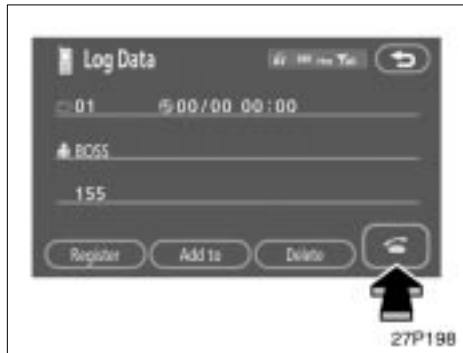 Log Data
01 00/00 00:00
BOSS
155
Register Add to Delete
27P198